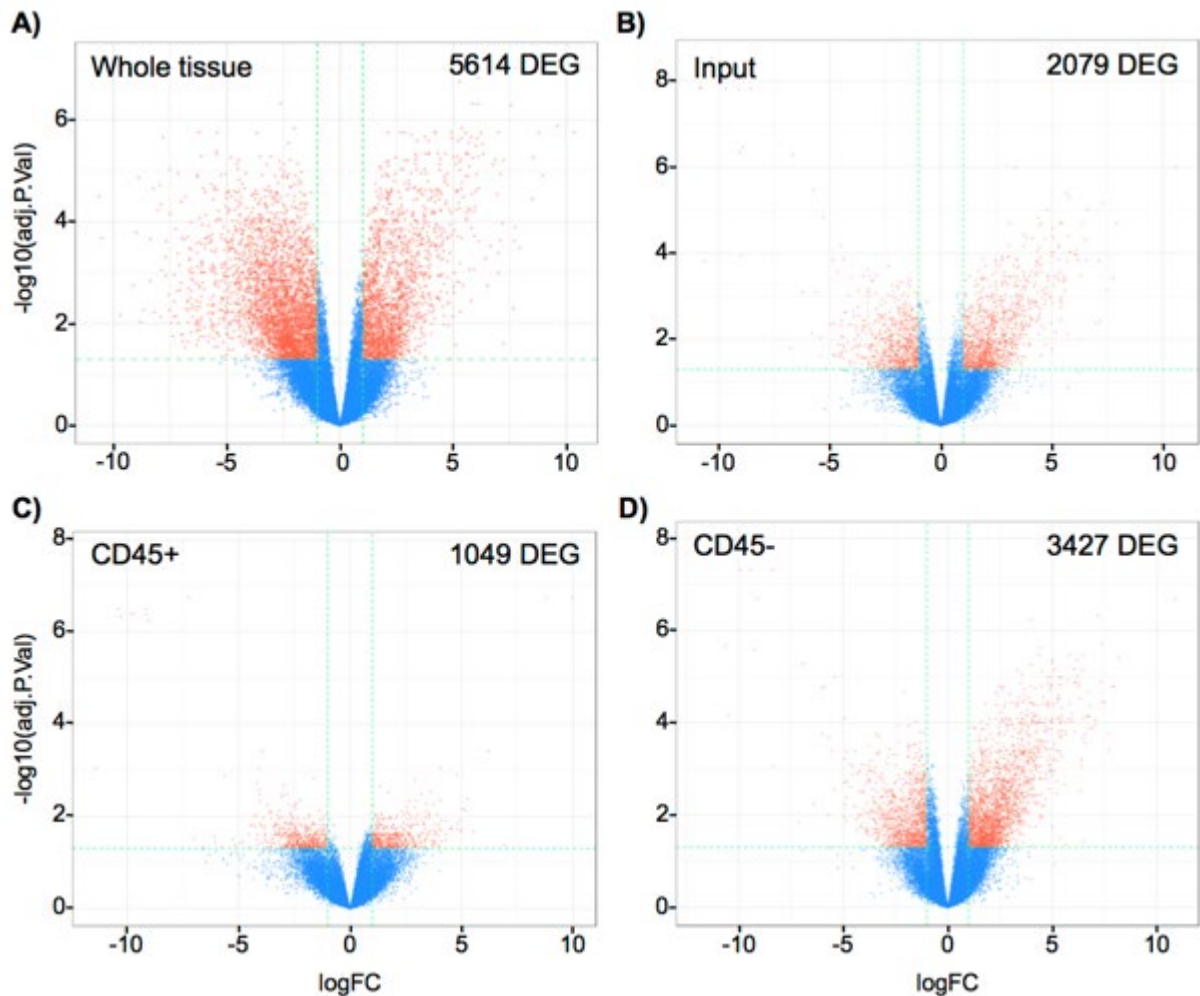 A)
Whole tissue 5614 DEG
6
4
2
0
-10 -5 0 5 10
-log10(adj.P.Val)
B)
Input 2079 DEG
8
6
4
2
0
-10 -5 0 5 10
C)
CD45+ 1049 DEG
8
6
4
2
0
-10 -5 0 5 10
-log10(adj.P.Val)
logFC
D)
CD45- 3427 DEG
8
6
4
2
0
-10 -5 0 5 10
logFC